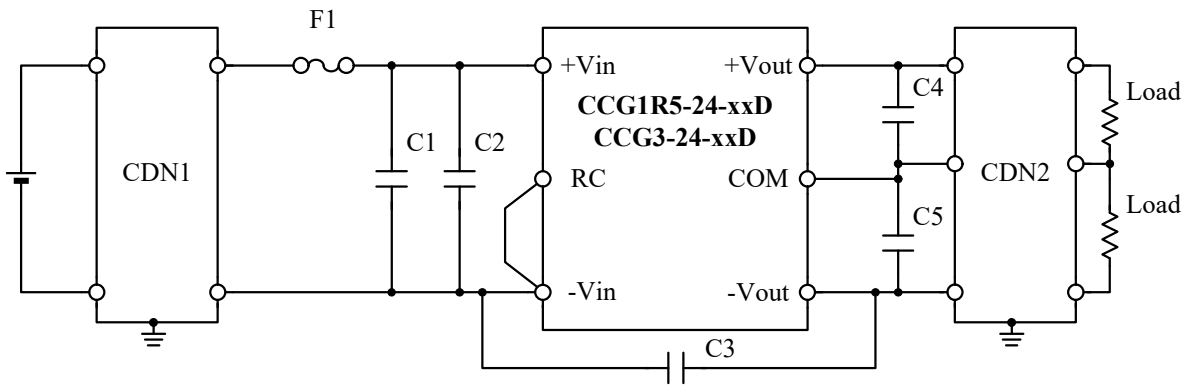 F1
+Vin
+Vout
C4
Load
CCG1R5-24-xxD
CCG3-24-xxD
C1
C2
CDN1
RC
COM
CDN2
C5
Load
-Vin
-Vout
C3